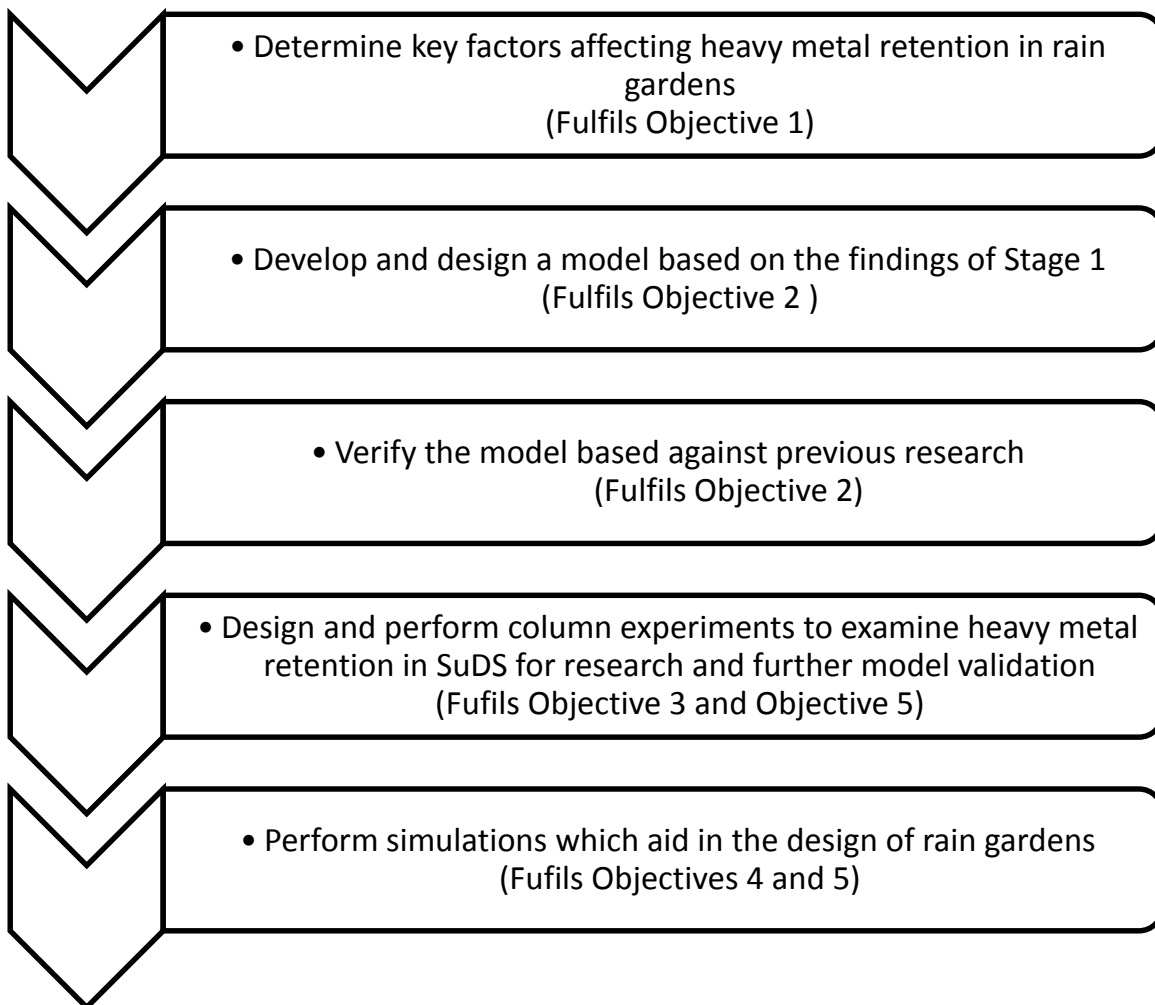 • Determine key factors affecting heavy metal retention in rain
gardens
(Fulfils Objective 1)
• Develop and design a model based on the findings of Stage 1
(Fulfils Objective 2 )
• Verify the model based against previous research
(Fulfils Objective 2)
• Design and perform column experiments to examine heavy metal
retention in SuDS for research and further model validation
(Fufils Objective 3 and Objective 5)
• Perform simulations which aid in the design of rain gardens
(Fufils Objectives 4 and 5)